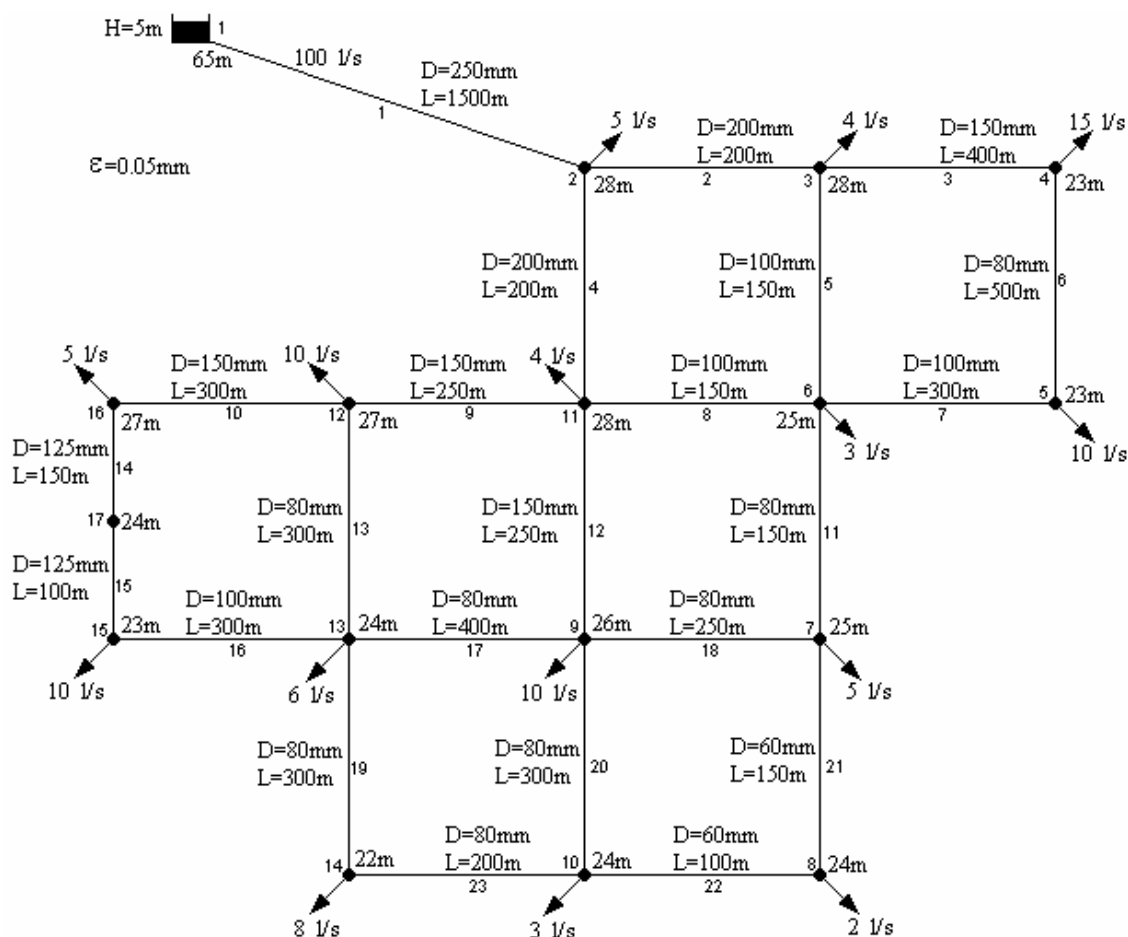 H=5m
1
65m
100 l/s
D=250mm
L=1500m
1
ε=0.05mm
5 l/s
D=200mm
L=200m
4 l/s
D=150mm
L=400m
15 l/s
2
28m
2
3
28m
3
4
23m
D=200mm
L=200m
4
D=100mm
L=150m
5
D=80mm
L=500m
6
5 l/s
D=150mm
L=300m
10 l/s
D=150mm
L=250m
4 l/s
D=100mm
L=150m
6
D=100mm
L=300m
16
27m
10
12
27m
9
11
28m
8
25m
7
5
23m
3 l/s
10 l/s
D=125mm
L=150m
14
17
24m
D=80mm
L=300m
13
D=150mm
L=250m
12
D=80mm
L=150m
11
D=125mm
L=100m
15
15
23m
D=100mm
L=300m
16
13
24m
D=80mm
L=400m
17
9
26m
D=80mm
L=250m
18
7
25m
10 l/s
6 l/s
10 l/s
5 l/s
D=80mm
L=300m
19
D=80mm
L=300m
20
D=60mm
L=150m
21
14
22m
D=80mm
L=200m
23
10
24m
D=60mm
L=100m
22
8
24m
8 l/s
3 l/s
2 l/s